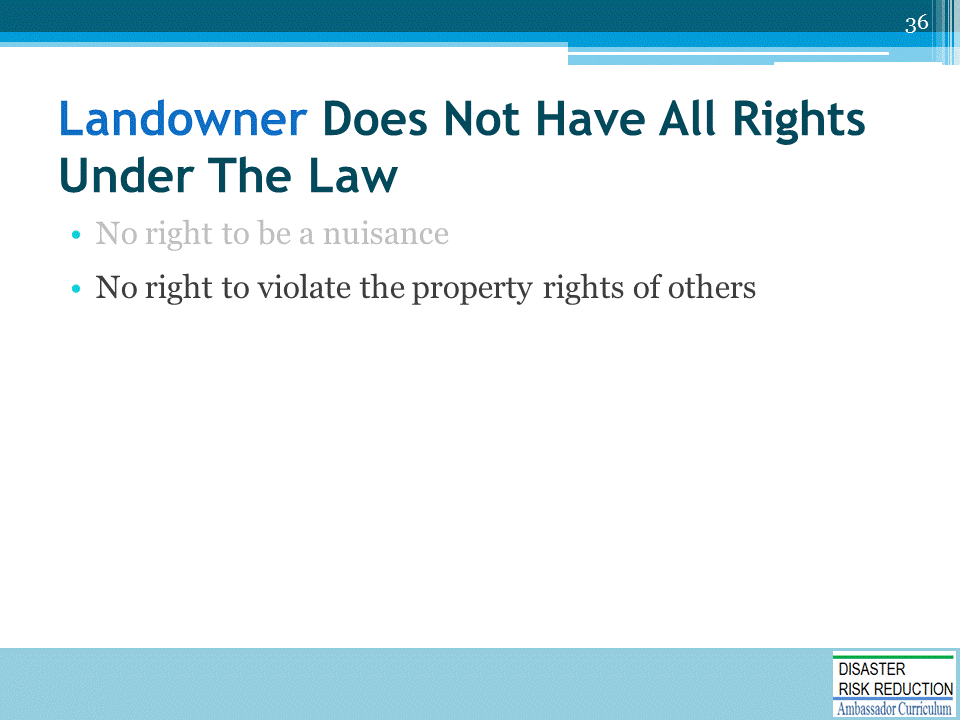 36
Landowner Does Not Have All Rights
Under The Law
• No right to be a nuisance
• No right to violate the property rights of others
DISASTER
RISK REDUCTION
Ambassador Curriculum